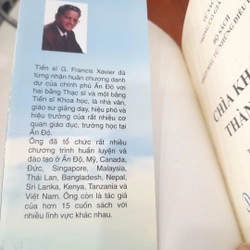 Tiến sĩ G. Francis Xavier đã
từng nhận huân chương danh
dự của chính phủ Ấn Độ với
hai bằng Thạc sĩ và một bằng
Tiến sĩ Khoa học, là nhà văn,
giáo sư giảng dạy, hiệu phó và
hiệu trưởng của rất nhiều cơ
quan giáo dục, trường học tại
Ấn Độ.
Ông đã tổ chức rất nhiều
chương trình huấn luyện và
đào tạo ở Ấn Độ, Mỹ, Canada,
Đức, Singapore, Malaysia,
Thái Lan, Bangladesh, Nepal,
Sri Lanka, Kenya, Tanzania và
Việt Nam. Ông còn là tác giả
của hơn 15 cuốn sách với
nhiều lĩnh vực khác nhau.
BỘ SÁCH
CHÌA KH